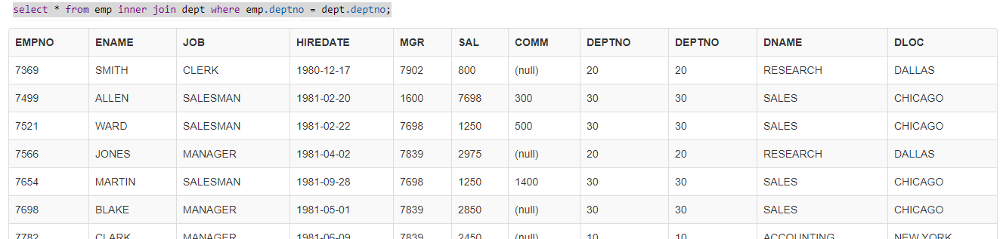 select * from emp inner join dept where emp.deptno = dept.deptno;
EMPNO ENAME JOB HIREDATE MGR SAL COMM DEPTNO DEPTNO DNAME DLOC
7369 SMITH CLERK 1980-12-17 7902 800 (null) 20 20 RESEARCH DALLAS
7499 ALLEN SALESMAN 1981-02-20 1600 7698 300 30 30 SALES CHICAGO
7521 WARD SALESMAN 1981-02-22 7698 1250 500 30 30 SALES CHICAGO
7566 JONES MANAGER 1981-04-02 7839 2975 (null) 20 20 RESEARCH DALLAS
7654 MARTIN SALESMAN 1981-09-28 7698 1250 1400 30 30 SALES CHICAGO
7698 BLAKE MANAGER 1981-05-01 7839 2850 (null) 30 30 SALES CHICAGO
7782 CLARK MANAGER 1981-06-09 7839 2450 (null) 10 10 ACCOUNTING NEW YORK